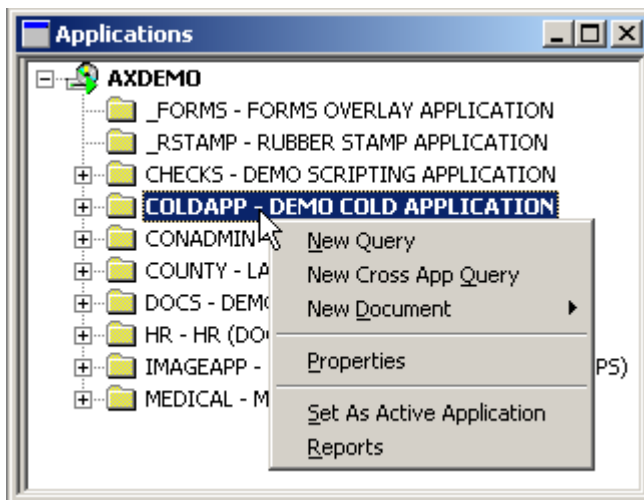 Applications
AXDEMO
_FORMS - FORMS OVERLAY APPLICATION
_RSTAMP - RUBBER STAMP APPLICATION
CHECKS - DEMO SCRIPTING APPLICATION
COLDAPP - DEMO COLD APPLICATION
CONADMIN
COUNTY - LA
DOCS - DEMO
HR - HR (DO
IMAGEAPP - PS)
MEDICAL - M
New Query
New Cross App Query
New Document
Properties
Set As Active Application
Reports